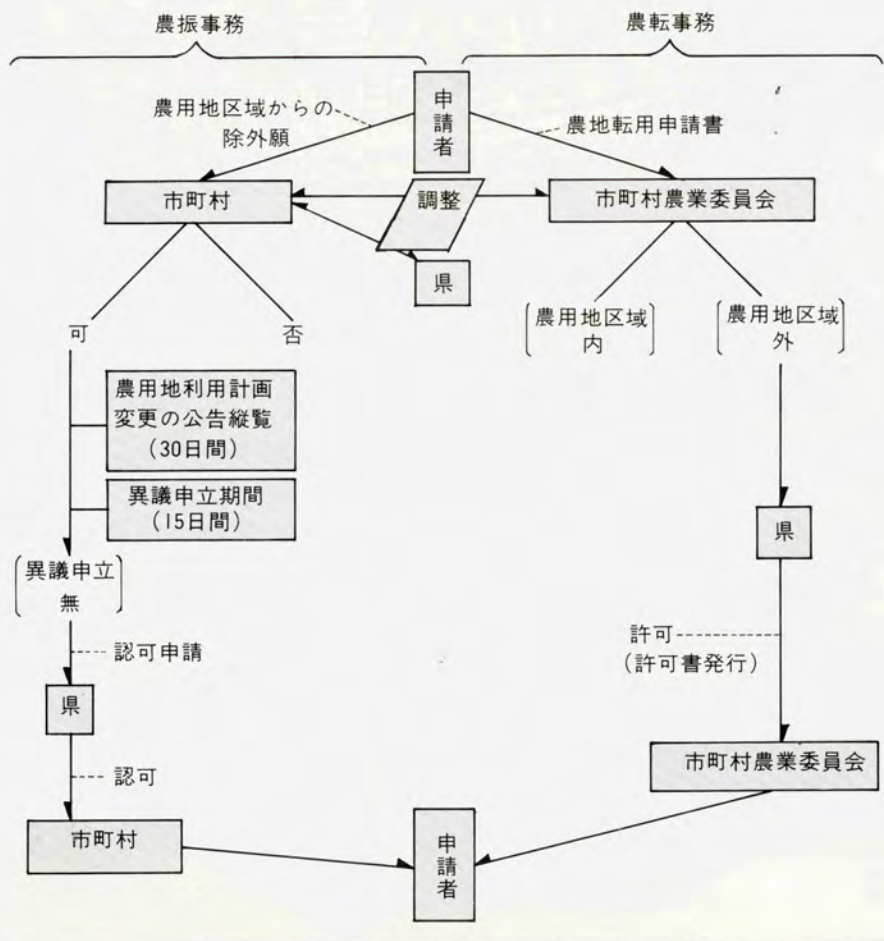 農振事務
農転事務
申請者
農用地区域からの
除外願
農地転用申請書
市町村
調整
市町村農業委員会
県
可
否
農用地区域
内
農用地区域
外
農用地利用計画
変更の公告縦覧
(30日間)
異議申立期間
(15日間)
県
異議申立
無
認可申請
許可
(許可書発行)
県
認可
市町村農業委員会
市町村
申請者